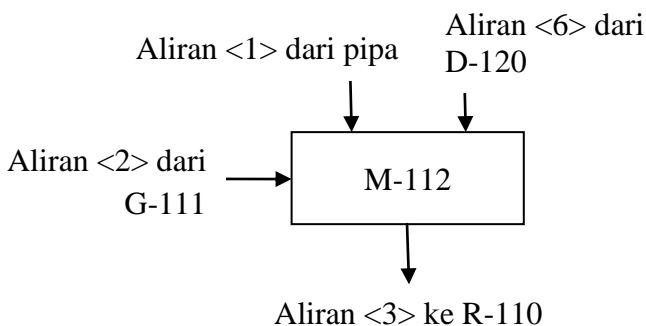 Aliran <1> dari pipa
Aliran <6> dari
D-120
Aliran <2> dari
G-111
M-112
Aliran <3> ke R-110